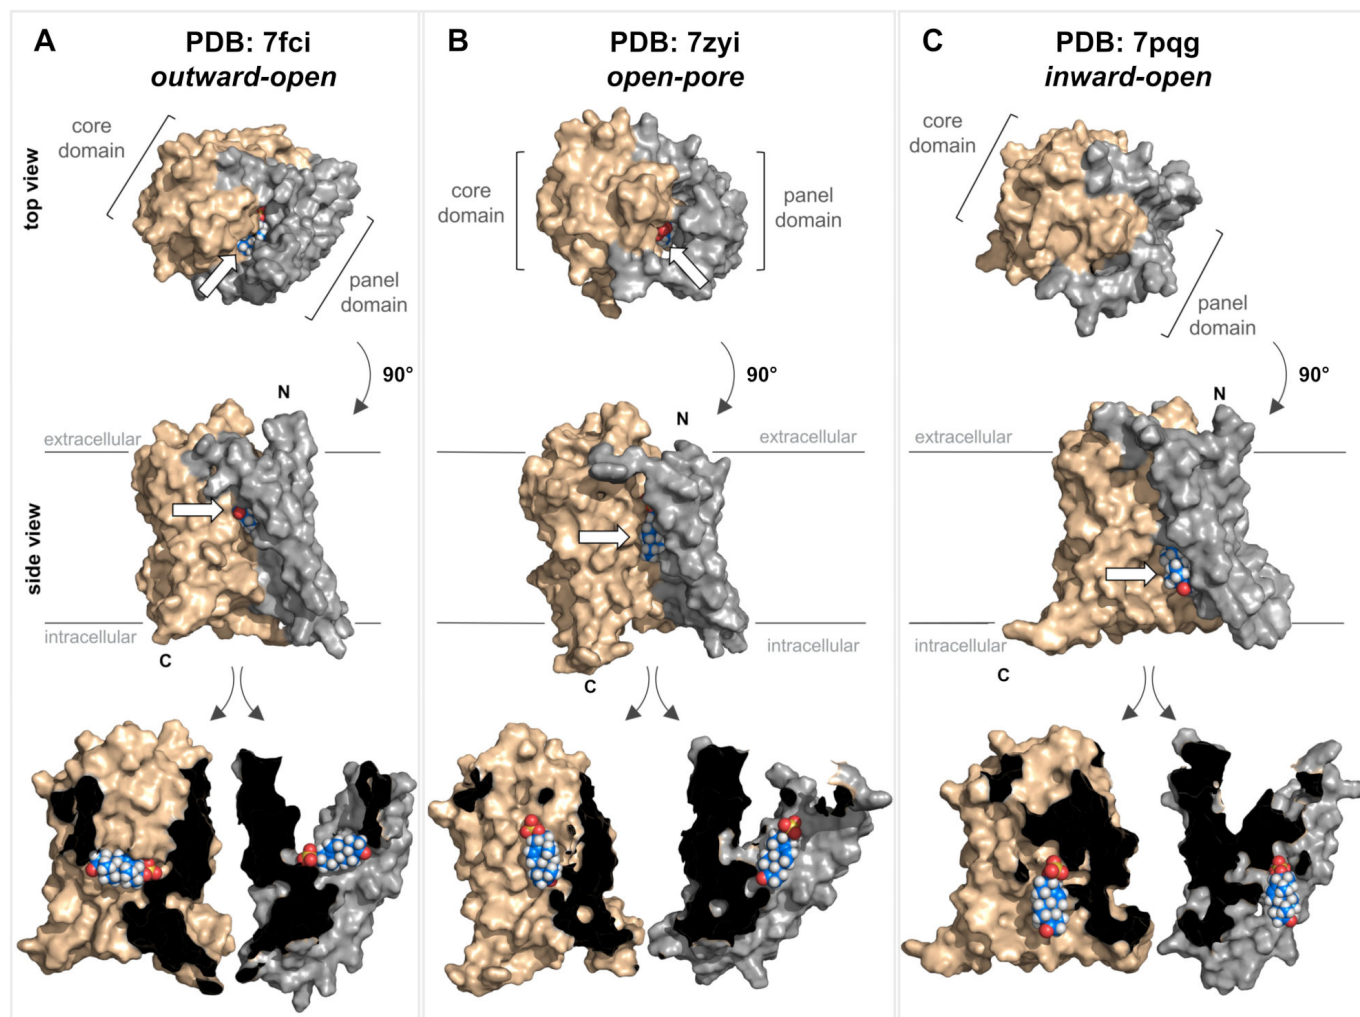 A
PDB: 7fci
outward-open
core
domain
top view
panel
domain
90°
N
extracellular
side view
intracellular
C
B
PDB: 7zyi
open-pore
core
domain
panel
domain
90°
N
extracellular
intracellular
C
C
PDB: 7pqg
inward-open
core
domain
panel
domain
90°
N
extracellular
intracellular
C